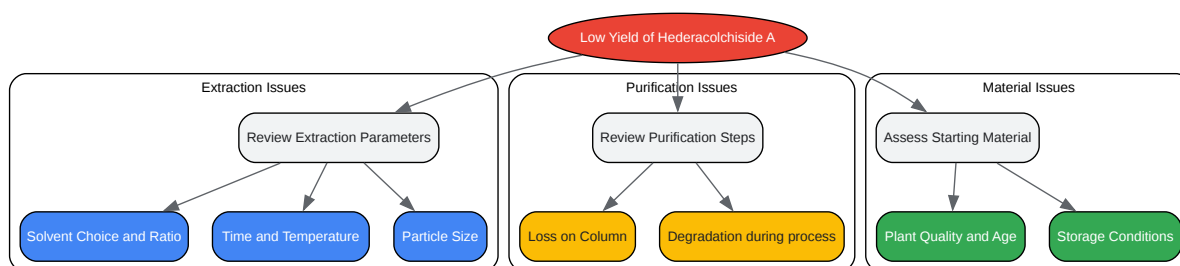 Low Yield of Hederacolchiside A
Extraction Issues
Purification Issues
Material Issues
Review Extraction Parameters
Review Purification Steps
Assess Starting Material
Solvent Choice and Ratio
Time and Temperature
Particle Size
Loss on Column
Degradation during process
Plant Quality and Age
Storage Conditions